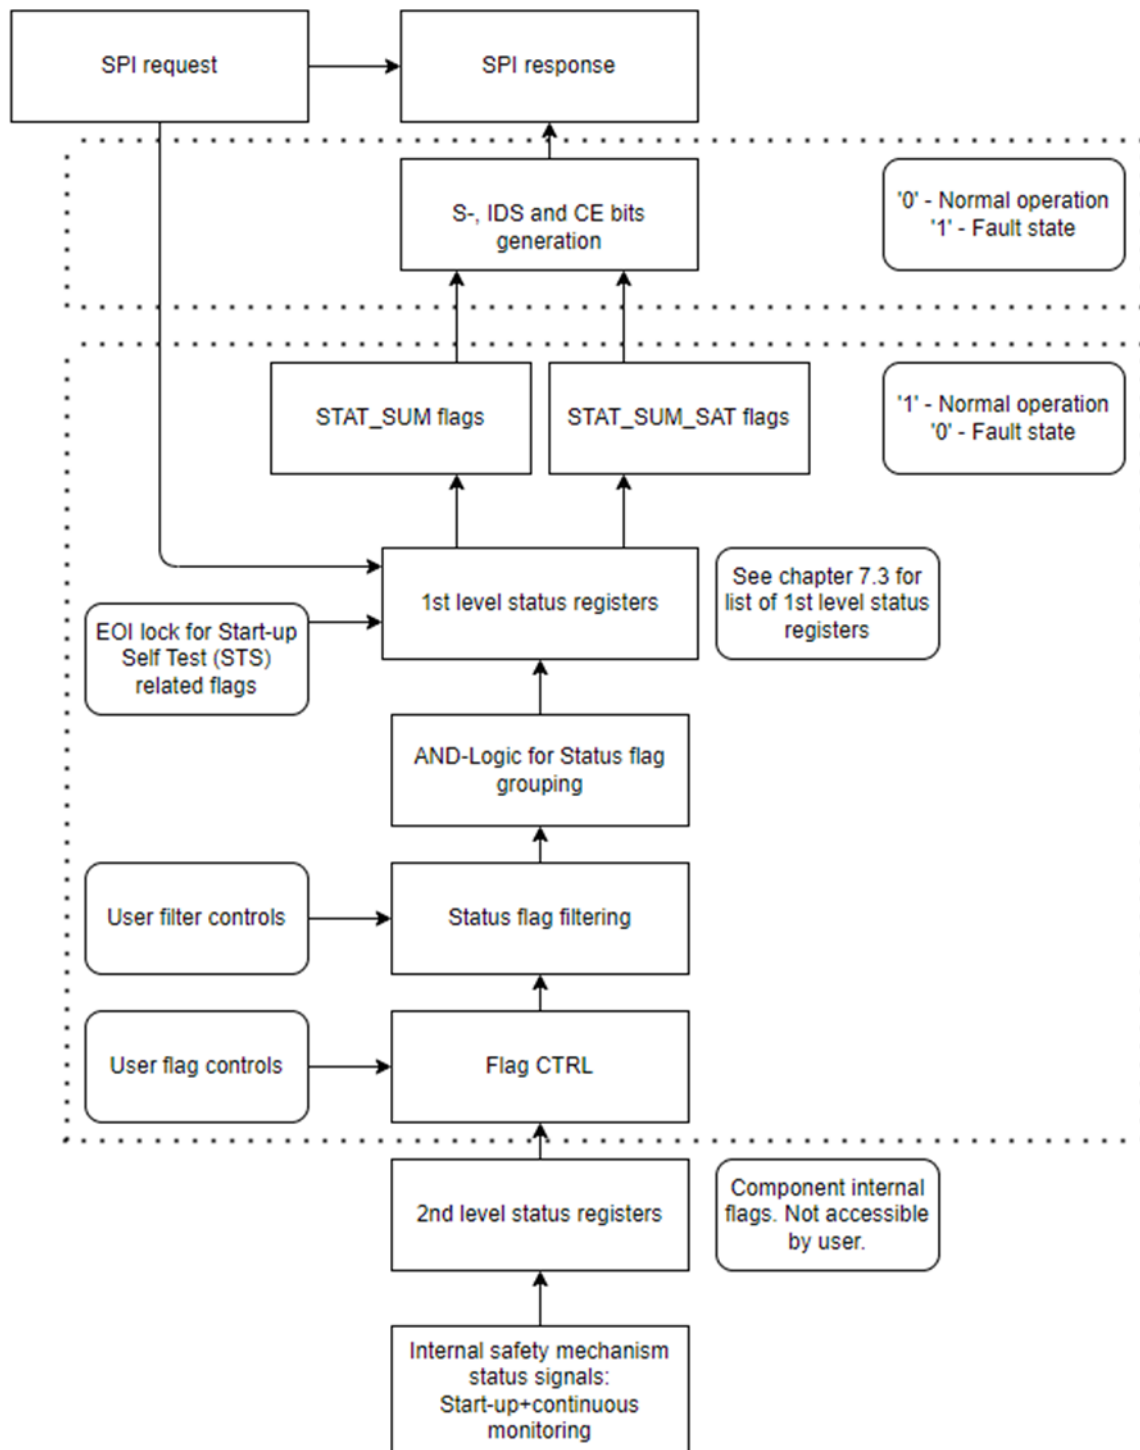 SPI request
SPI response
S-, IDS and CE bits
generation
'0' - Normal operation
'1' - Fault state
STAT_SUM flags
STAT_SUM_SAT flags
'1' - Normal operation
'0' - Fault state
1st level status registers
See chapter 7.3 for
list of 1st level status
registers
EOI lock for Start-up
Self Test (STS)
related flags
AND-Logic for Status flag
grouping
User filter controls
Status flag filtering
User flag controls
Flag CTRL
2nd level status registers
Component internal
flags. Not accessible
by user.
Internal safety mechanism
status signals:
Start-up+continuous
monitoring